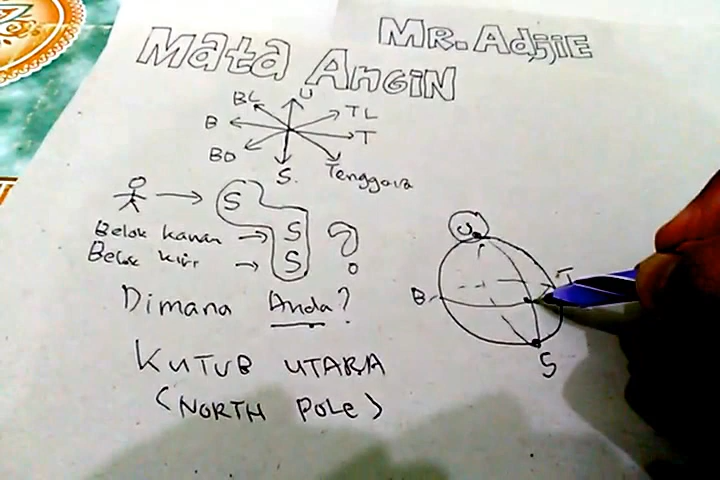 MR. Adjie
Mata Angin
U
BL
TL
B
T
BD
S.
Tenggara
S
Belok kanan → S ?
Belok kiri → S
Dimana Anda?
KUTUB UTARA
(NORTH POLE)
U
T
B
S